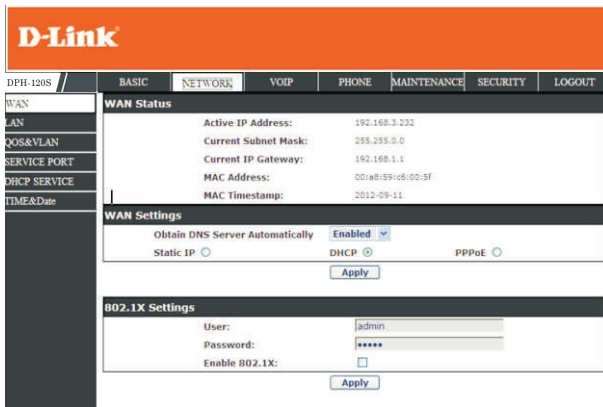 D-Link
DPH-120S
BASIC NETWORK VOIP PHONE MAINTENANCE SECURITY LOGOUT
WAN
LAN
QOS&VLAN
SERVICE PORT
DHCP SERVICE
TIME&Date
WAN Status
Active IP Address: 192.168.3.232
Current Subnet Mask: 255.255.0.0
Current IP Gateway: 192.168.1.1
MAC Address: 00:a8:59:c6:00:5f
MAC Timestamp: 2012-09-11
WAN Settings
Obtain DNS Server Automatically Enabled
Static IP DHCP PPPoE
Apply
802.1X Settings
User: admin
Password: •••••
Enable 802.1X:
Apply